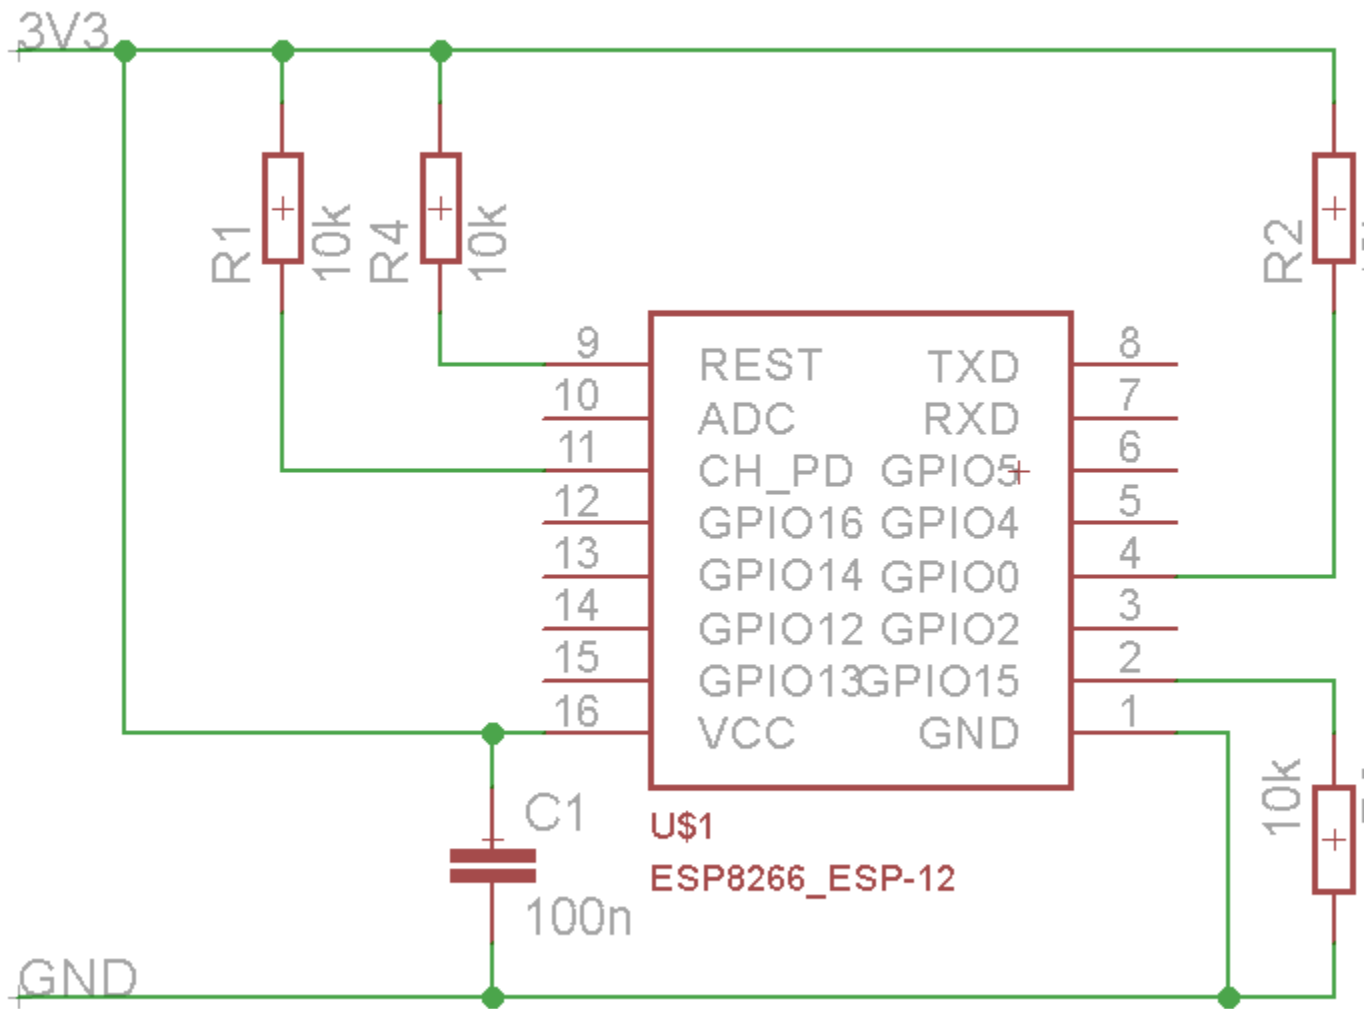 3V3
R1
10k
R4
10k
R2
9
REST
TXD
8
10
ADC
RXD
7
11
CH_PD
GPIO5
6
12
GPIO16
GPIO4
5
13
GPIO14
GPIO0
4
14
GPIO12
GPIO2
3
15
GPIO13
GPIO15
2
16
VCC
GND
1
C1
100n
U$1
ESP8266_ESP-12
10k
GND